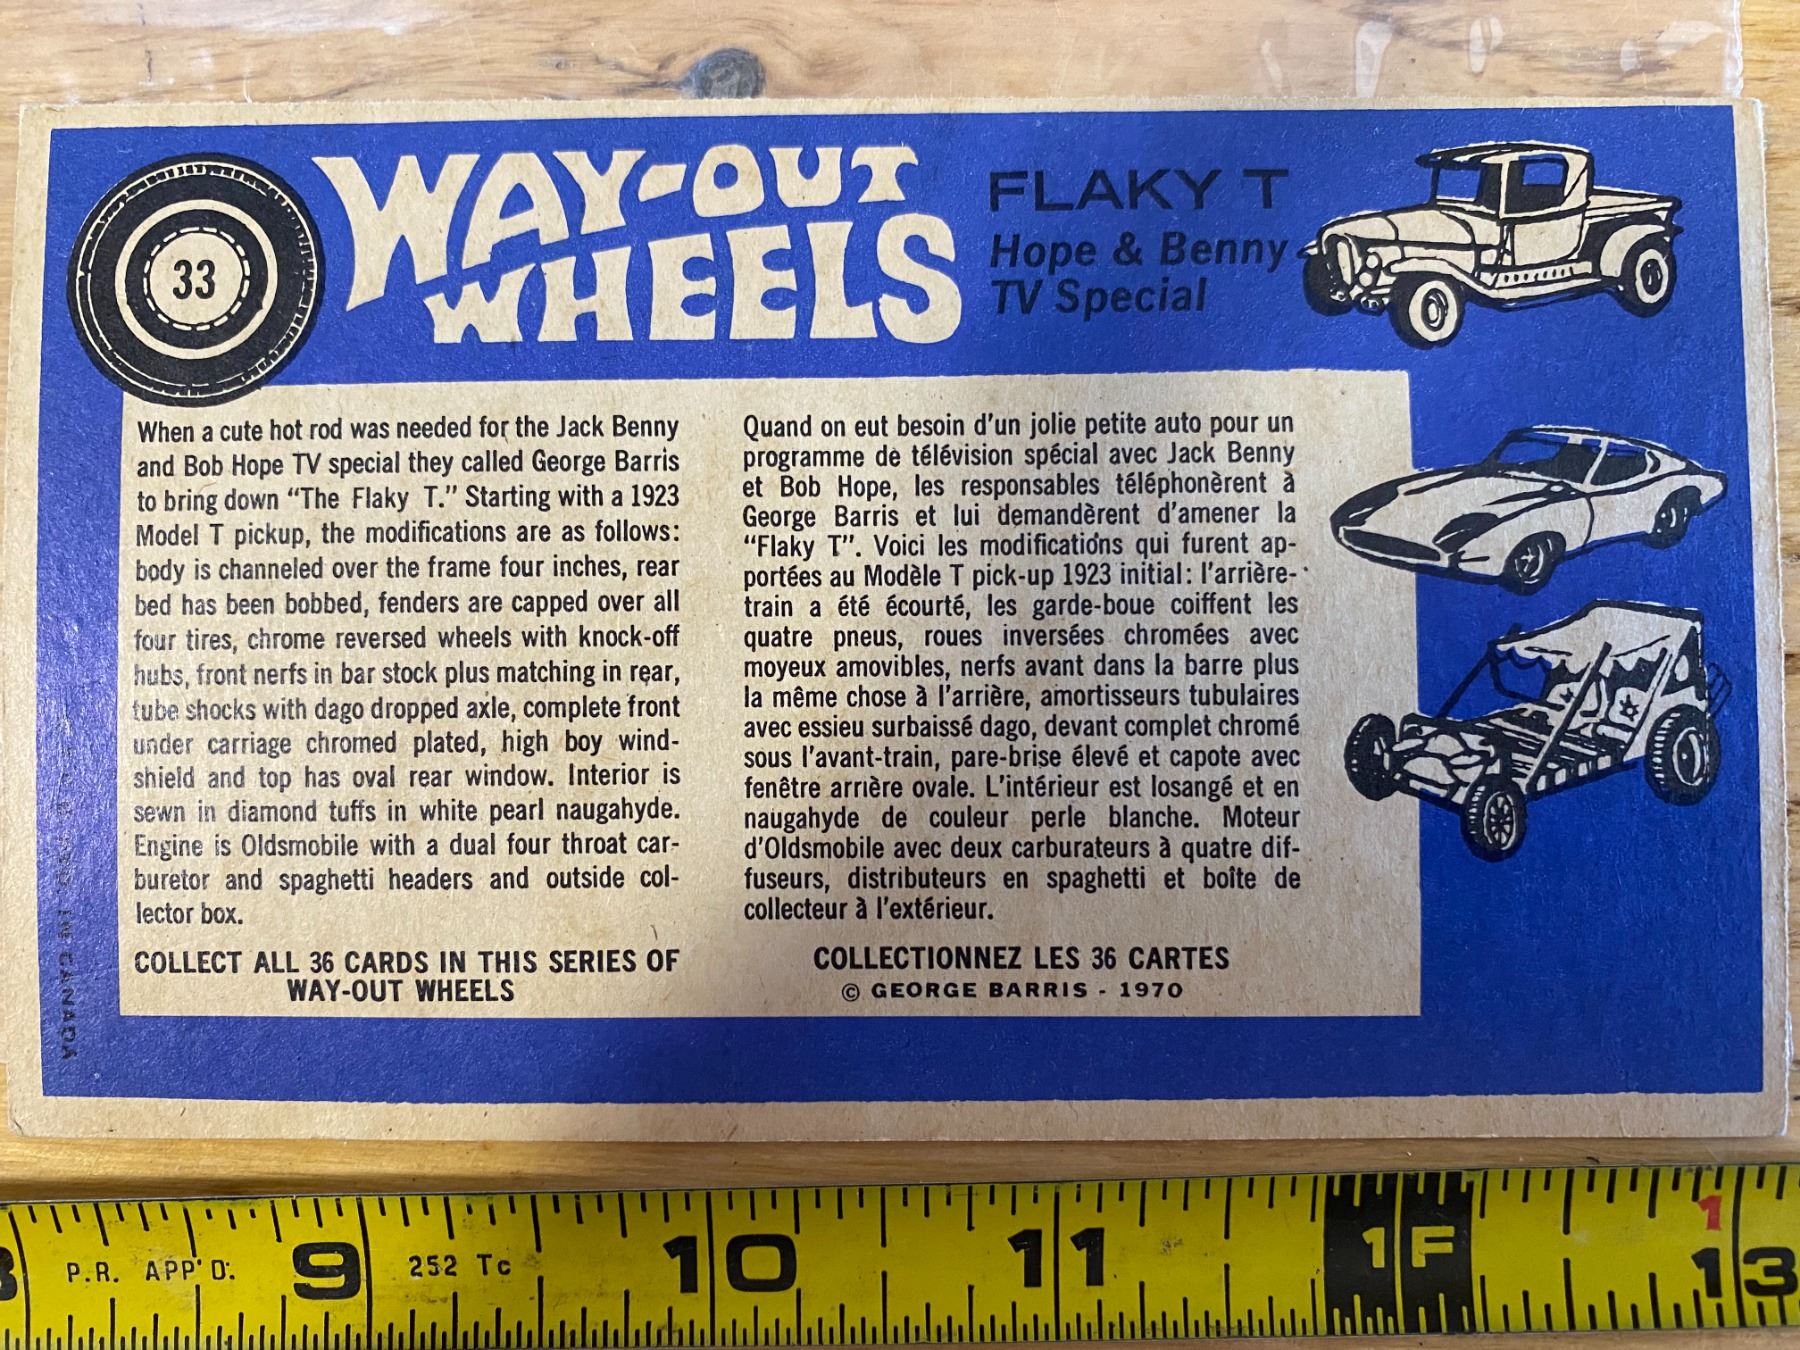 33
WAY-OUT
WHEELS
FLAKY T
Hope & Benny
TV Special
When a cute hot rod was needed for the Jack Benny
and Bob Hope TV special they called George Barris
to bring down “The Flaky T.” Starting with a 1923
Model T pickup, the modifications are as follows:
body is channeled over the frame four inches, rear
bed has been bobbed, fenders are capped over all
four tires, chrome reversed wheels with knock-off
hubs, front nerfs in bar stock plus matching in rear,
tube shocks with dago dropped axle, complete front
under carriage chromed plated, high boy wind-
shield and top has oval rear window. Interior is
sewn in diamond tuffs in white pearl naugahyde.
Engine is Oldsmobile with a dual four throat car-
buretor and spaghetti headers and outside col-
lector box.
COLLECT ALL 36 CARDS IN THIS SERIES OF
WAY-OUT WHEELS
Quand on eut besoin d'un jolie petite auto pour un
programme de télévision spécial avec Jack Benny
et Bob Hope, les responsables téléphonèrent à
George Barris et lui demandèrent d'amener la
“Flaky T”. Voici les modifications qui furent ap-
portées au Modèle T pick-up 1923 initial: l'arrière-
train a été écourté, les garde-boue coiffent les
quatre pneus, roues inversées chromées avec
moyeux amovibles, nerfs avant dans la barre plus
la même chose à l'arrière, amortisseurs tubulaires
avec essieu surbaissé dago, devant complet chromé
sous l'avant-train, pare-brise élevé et capote avec
fenêtre arrière ovale. L'intérieur est losangé et en
naugahyde de couleur perle blanche. Moteur
d'Oldsmobile avec deux carburateurs à quatre dif-
fuseurs, distributeurs en spaghetti et boîte de
collecteur à l'extérieur.
COLLECTIONNEZ LES 36 CARTES
© GEORGE BARRIS - 1970
CANADA
P.R. APP'D. 9 252 Tc 10 11 1F 1 13